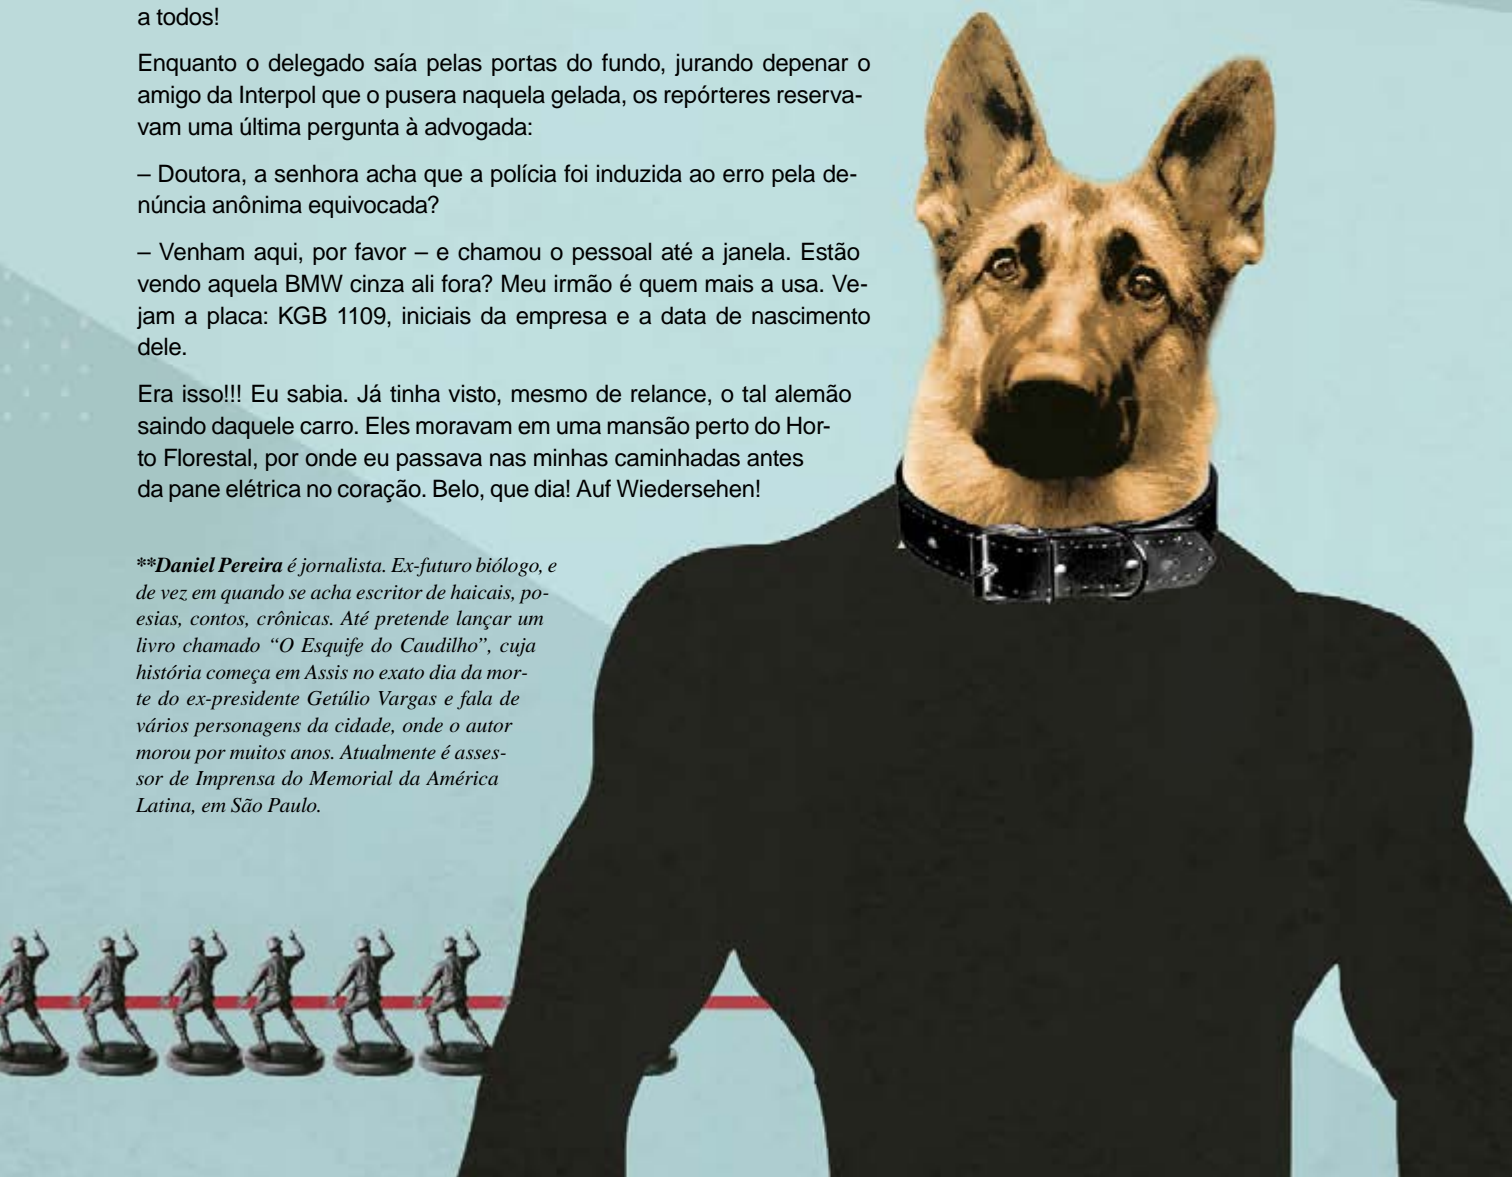 a todos!
Enquanto o delegado saía pelas portas do fundo, jurando depenar o
amigo da Interpol que o pusera naquela gelada, os repórteres reserva-
vam uma última pergunta à advogada:
– Doutora, a senhora acha que a polícia foi induzida ao erro pela de-
núncia anônima equivocada?
– Venham aqui, por favor – e chamou o pessoal até a janela. Estão
vendo aquela BMW cinza ali fora? Meu irmão é quem mais a usa. Ve-
jam a placa: KGB 1109, iniciais da empresa e a data de nascimento
dele.
Era isso!!! Eu sabia. Já tinha visto, mesmo de relance, o tal alemão
saindo daquele carro. Eles moravam em uma mansão perto do Hor-
to Florestal, por onde eu passava nas minhas caminhadas antes
da pane elétrica no coração. Belo, que dia! Auf Wiedersehen!
**Daniel Pereira é jornalista. Ex-futuro biólogo, e
de vez em quando se acha escritor de haicais, po-
esias, contos, crônicas. Até pretende lançar um
livro chamado “O Esquife do Caudilho”, cuja
história começa em Assis no exato dia da mor-
te do ex-presidente Getúlio Vargas e fala de
vários personagens da cidade, onde o autor
morou por muitos anos. Atualmente é asses-
sor de Imprensa do Memorial da América
Latina, em São Paulo.